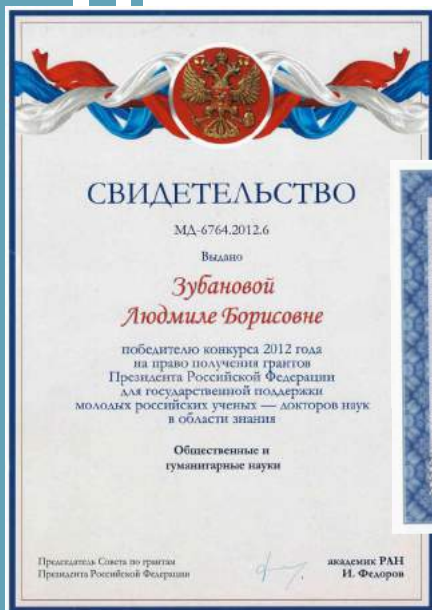 СВИДЕТЕЛЬСТВО
МД-6764.2012.6
Выдано
Зубановой
Людмиле Борисовне
победителю конкурса 2012 года
на право получения грантов
Президента Российской Федерации
для государственной поддержки
молодых российских ученых — докторов наук
в области знания
Общественные и
гуманитарные науки
Председатель Совета по грантам
Президента Российской Федерации
академик РАН
И. Федоров